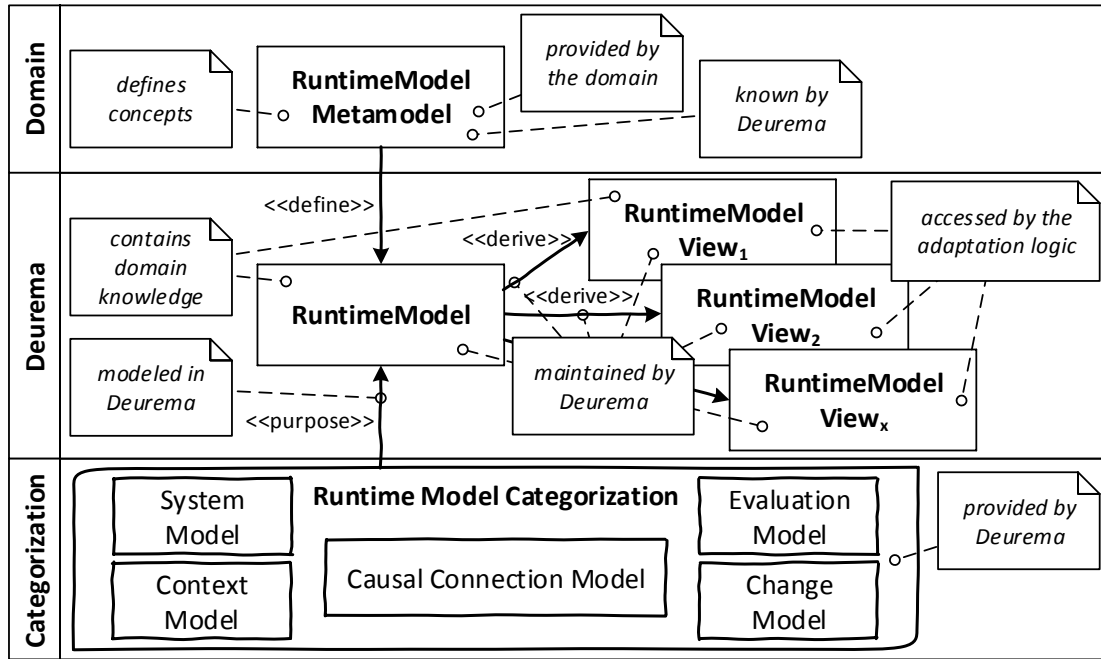 Domain
defines
concepts
RuntimeModel
Metamodel
provided by
the domain
known by
Deurema
Deurema
<<define>>
contains
domain
knowledge
RuntimeModel
<<derive>>
<<derive>>
RuntimeModel
View₁
RuntimeModel
View₂
RuntimeModel
Viewₓ
accessed by the
adaptation logic
modeled in
Deurema
<<purpose>>
maintained by
Deurema
Categorization
Runtime Model Categorization
System
Model
Context
Model
Causal Connection Model
Evaluation
Model
Change
Model
provided by
Deurema